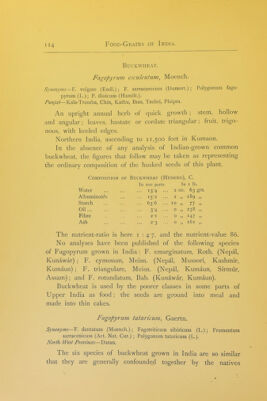 114 FOOD-GRAINS OF INDIA.
BUCKWHEAT.
Fagopyrum esculentum, Moench.
Synonyms—F. vulgare (Endl.); F. sarracenicum (Dumort.); Polygonum fago-
pyrum (L.); F. dioicum (Hamilt.).
Punjab—Kala-Trumba, Chin, Kathu, Bras, Tsabri, Phápra.
An upright annual herb of quick growth; stem, hollow
and angular; leaves, hastate or cordate triangular; fruit, trigo-
nous, with keeled edges.
Northern India, ascending to 11,500 feet in Kumaon.
In the absence of any analysis of Indian-grown common
buckwheat, the figures that follow may be taken as representing
the ordinary composition of the husked seeds of this plant.
COMPOSITION OF BUCKWHEAT (HUSKED), C.
In 100 parts In 1 lb.
Water ... ... ... 13.4 ... 2 oz. 63 grs.
Albuminoids ... ... 15.2 ... 2 „ 189 „
Starch ... ... ... 63.6 ... 10 „ 77 „
Oil ... ... ... 3.4 ... 0 „ 238 „
Fibre ... ... ... 2.1 ... 0 „ 147 „
Ash ... ... ... 2.3 ... 0 „ 161 „
The nutrient-ratio is here 1 : 4.7, and the nutrient-value 86.
No analyses have been published of the following species
of Fagopyrum grown in India : F. emarginatum, Roth. (Nepál,
Kunáwár); F. cymosum, Meisn. (Nepál, Mussori, Kashmír,
Kumáun); F. triangulare, Meisn. (Nepál, Kumáun, Sirmúr,
Assam); and F. rotundatum, Bab. (Kunáwár, Kumáun).
Buckwheat is used by the poorer classes in some parts of
Upper India as food; the seeds are ground into meal and
made into thin cakes.
Fagopyrum tataricum, Gaertn.
Synonyms—F. dentatum (Moench.); Fagotriticum sibiricum (L.); Frumentum
sarracenicum (Act. Nat. Cur.); Polygonum tataricum (L.).
North West Provinces—Daran.
The six species of buckwheat grown in India are so similar
that they are generally confounded together by the natives